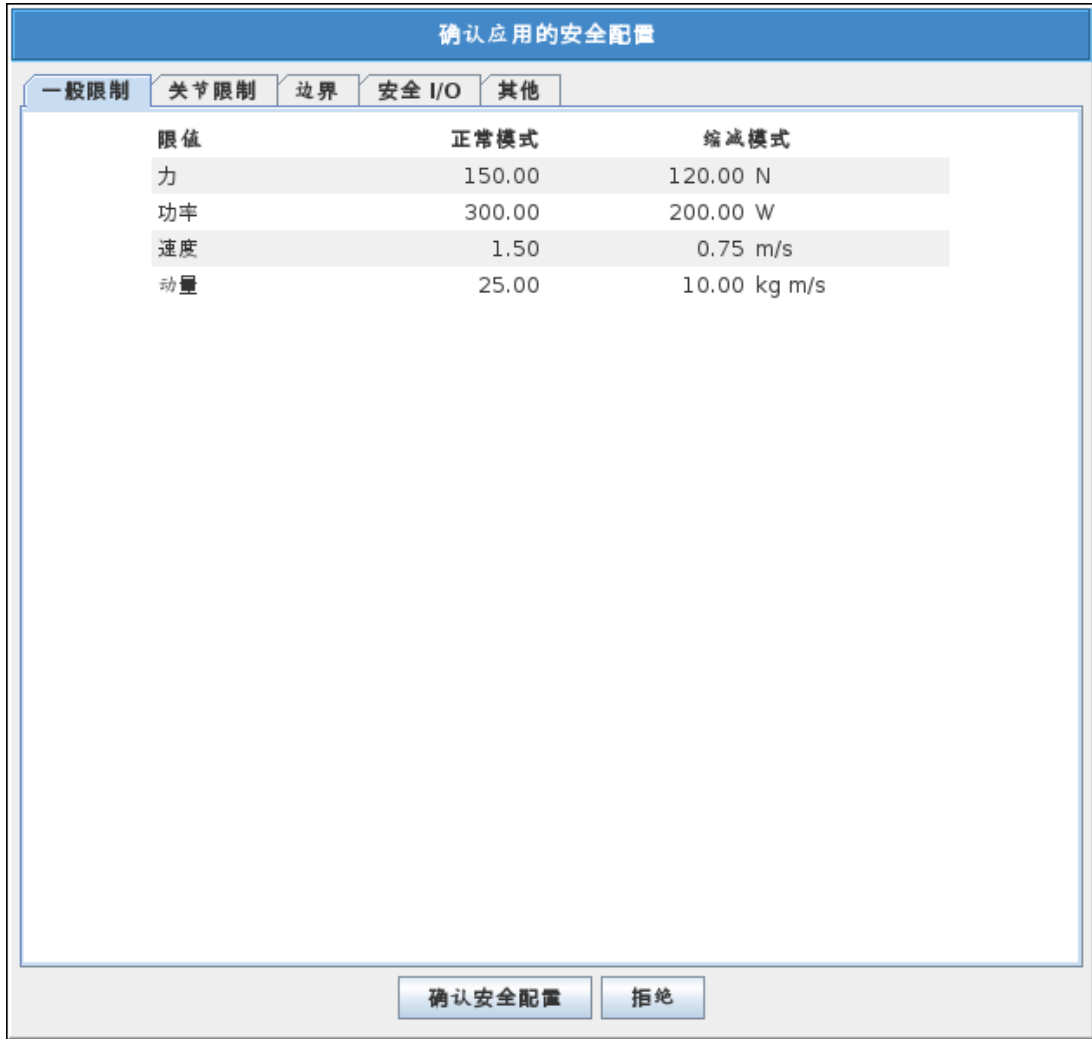 确认应用的安全配置
一般限制 关节限制 边界 安全 I/O 其他
限值 正常模式 缩减模式
力 150.00 120.00 N
功率 300.00 200.00 W
速度 1.50 0.75 m/s
动量 25.00 10.00 kg m/s
确认安全配置 拒绝